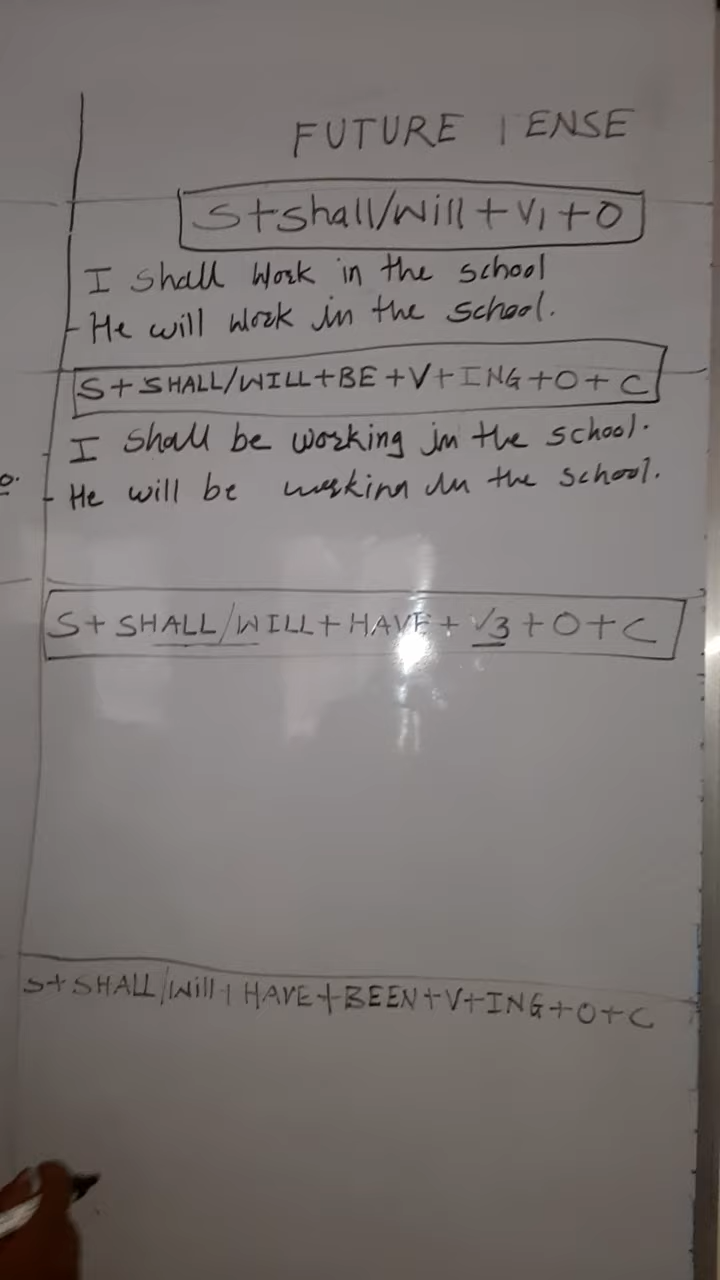 FUTURE TENSE
S+shall/will+V1+O
I shall work in the school
- He will work in the school.
S+SHALL/WILL+BE+V+ING+O+C
- I shall be working in the school.
- He will be working in the school.
S+ SHALL/WILL+HAVE+V3+O+C
S+SHALL/Will+HAVE+BEEN+V+ING+O+C